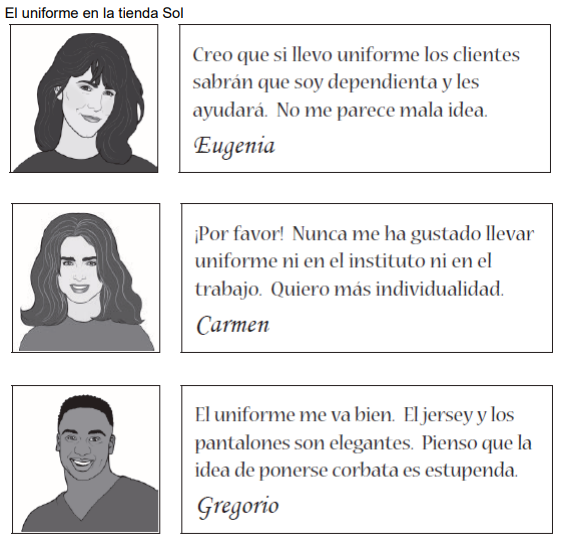 El uniforme en la tienda Sol
Creo que si llevo uniforme los clientes
sabrán que soy dependienta y les
ayudará. No me parece mala idea.
Eugenia
¡Por favor! Nunca me ha gustado llevar
uniforme ni en el instituto ni en el
trabajo. Quiero más individualidad.
Carmen
El uniforme me va bien. El jersey y los
pantalones son elegantes. Pienso que la
idea de ponerse corbata es estupenda.
Gregorio